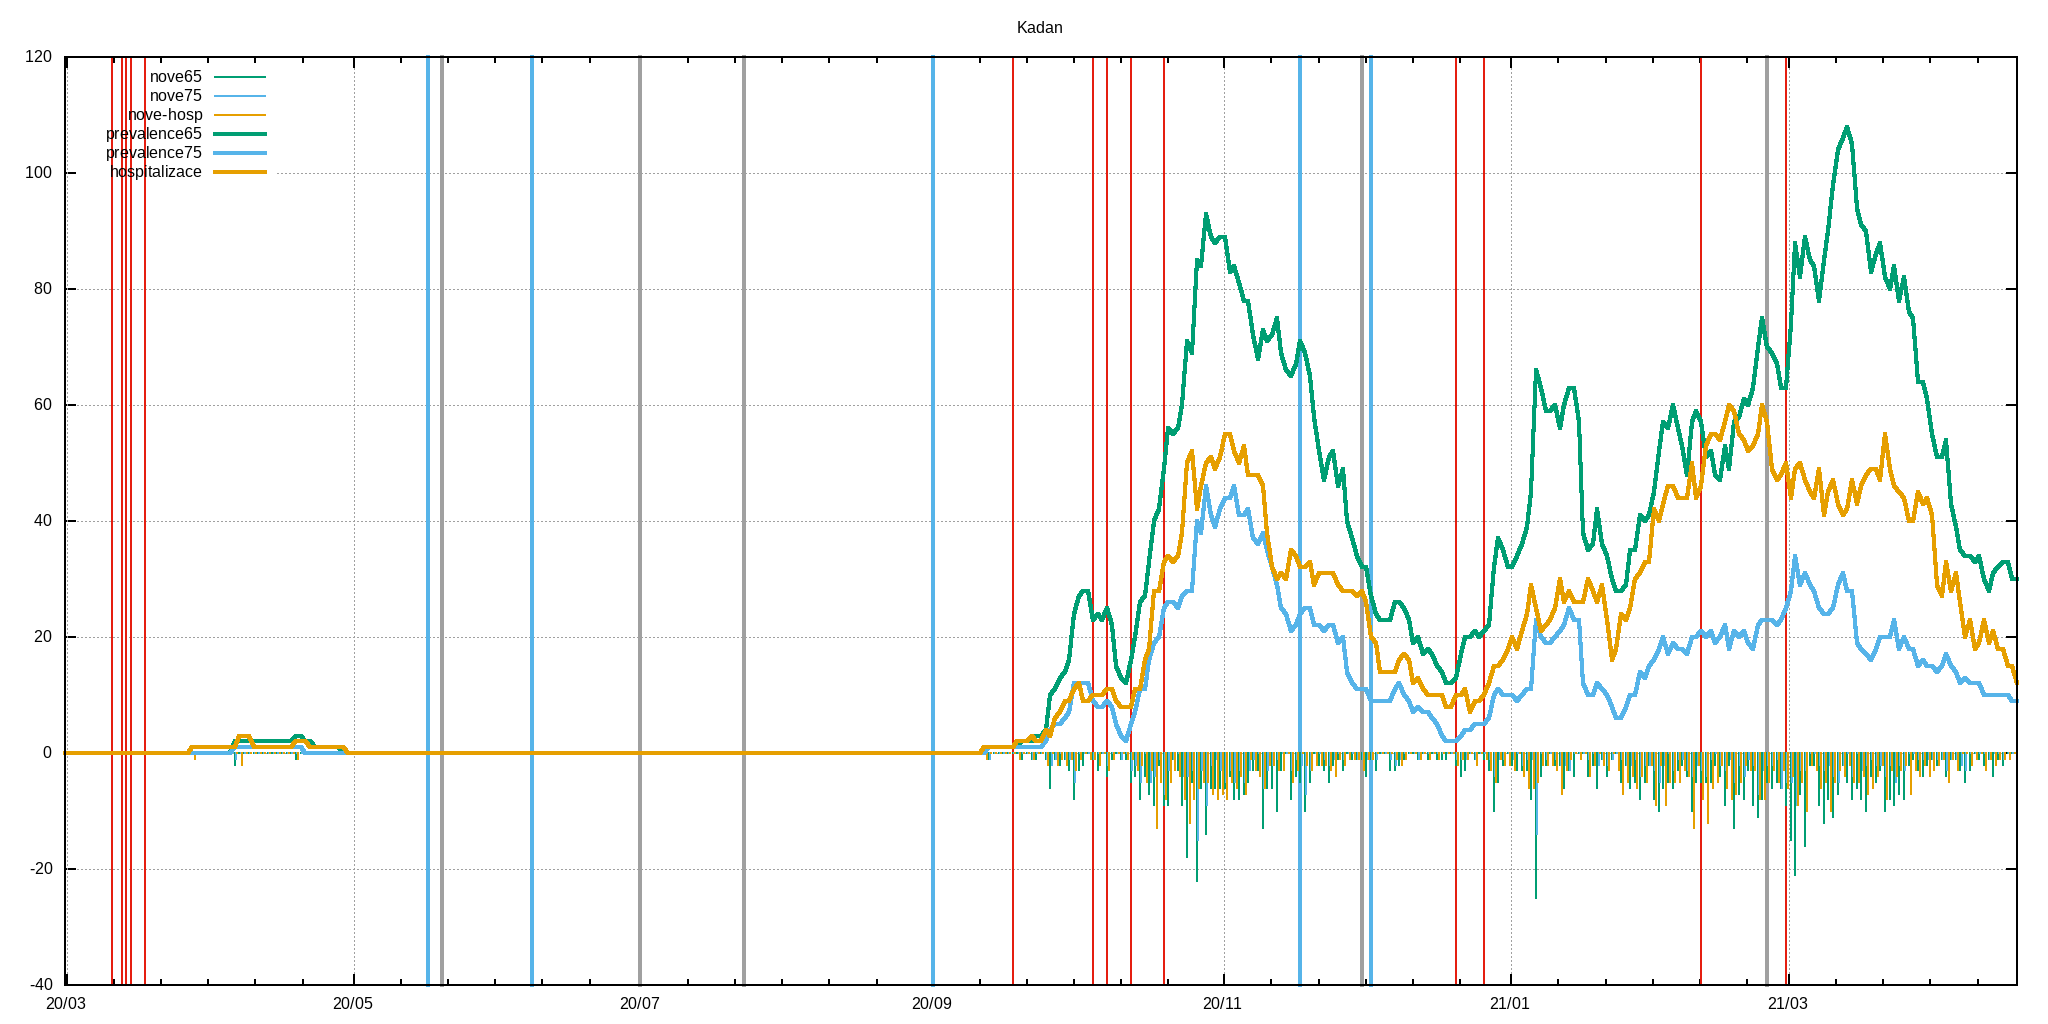 Kadan
120
100
80
60
40
20
0
-20
-40
nove65
nove75
nove-hosp
prevalence65
prevalence75
hospitalizace
20/03 20/05 20/07 20/09 20/11 21/01 21/03